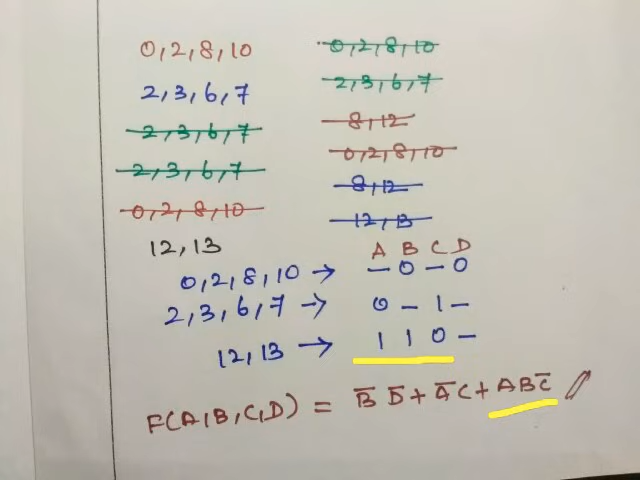 0,2,8,10
2,3,6,7
2,3,6,7
2,3,6,7
0,2,8,10
12,13
0,2,8,10
2,3,6,7
8,12
0,2,8,10
8,12
12,13
A B C D
0,2,8,10 → – 0 – 0
2,3,6,7 → 0 – 1 –
12,13 → 1 1 0 –
F(A,B,C,D) = B̅ D̅ + A̅ C + A B C̅ //